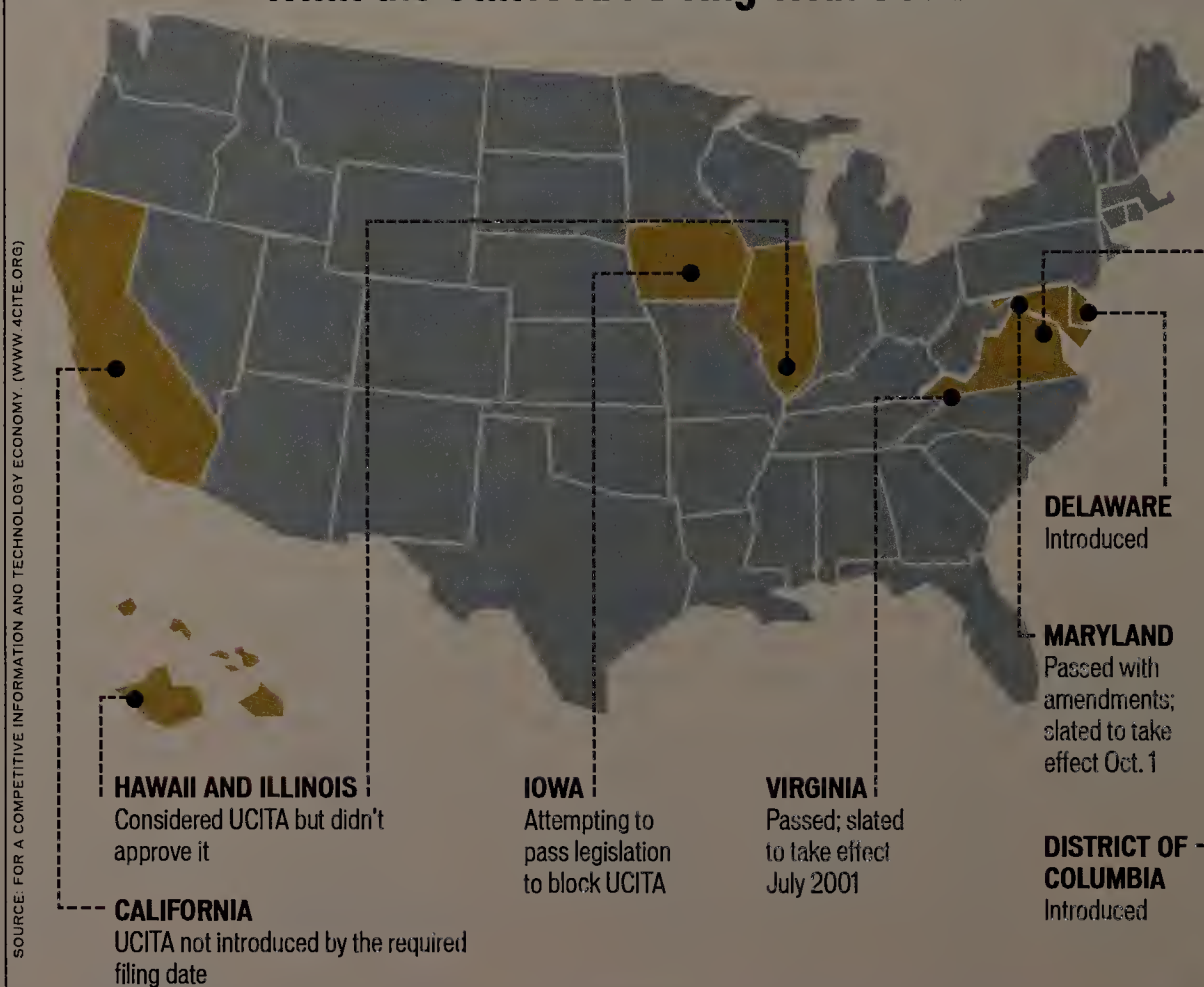 SOURCE: FOR A COMPETITIVE INFORMATION AND TECHNOLOGY ECONOMY. (WWW.4CITE.ORG)
DELAWARE
Introduced
MARYLAND
Passed with
amendments;
slated to take
effect Oct. 1
HAWAII AND ILLINOIS
Considered UCITA but didn't
approve it
IOWA
Attempting to
pass legislation
to block UCITA
VIRGINIA
Passed; slated
to take effect
July 2001
DISTRICT OF
COLUMBIA
Introduced
CALIFORNIA
UCITA not introduced by the required
filing date